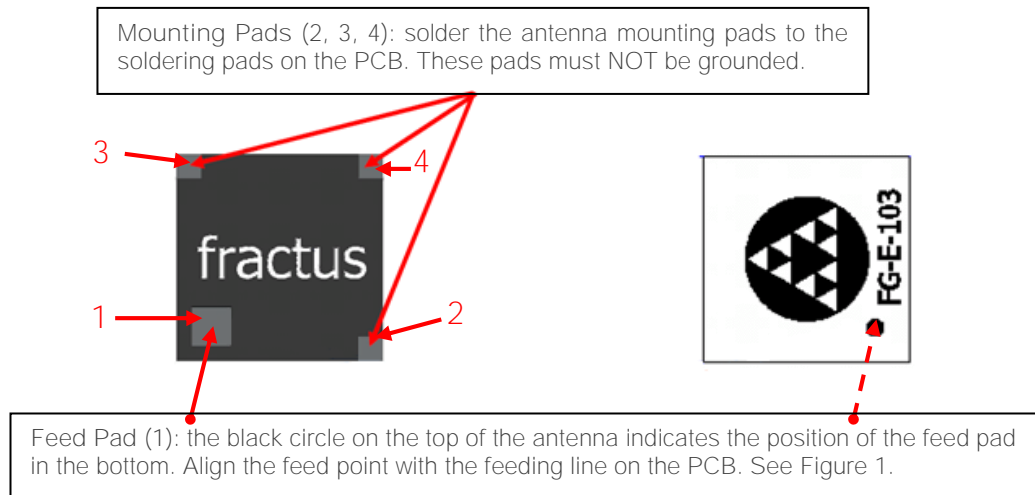 Mounting Pads (2, 3, 4): solder the antenna mounting pads to the
soldering pads on the PCB. These pads must NOT be grounded.
3
4
fractus
FG-E-103
1
2
Feed Pad (1): the black circle on the top of the antenna indicates the position of the feed pad
in the bottom. Align the feed point with the feeding line on the PCB. See Figure 1.